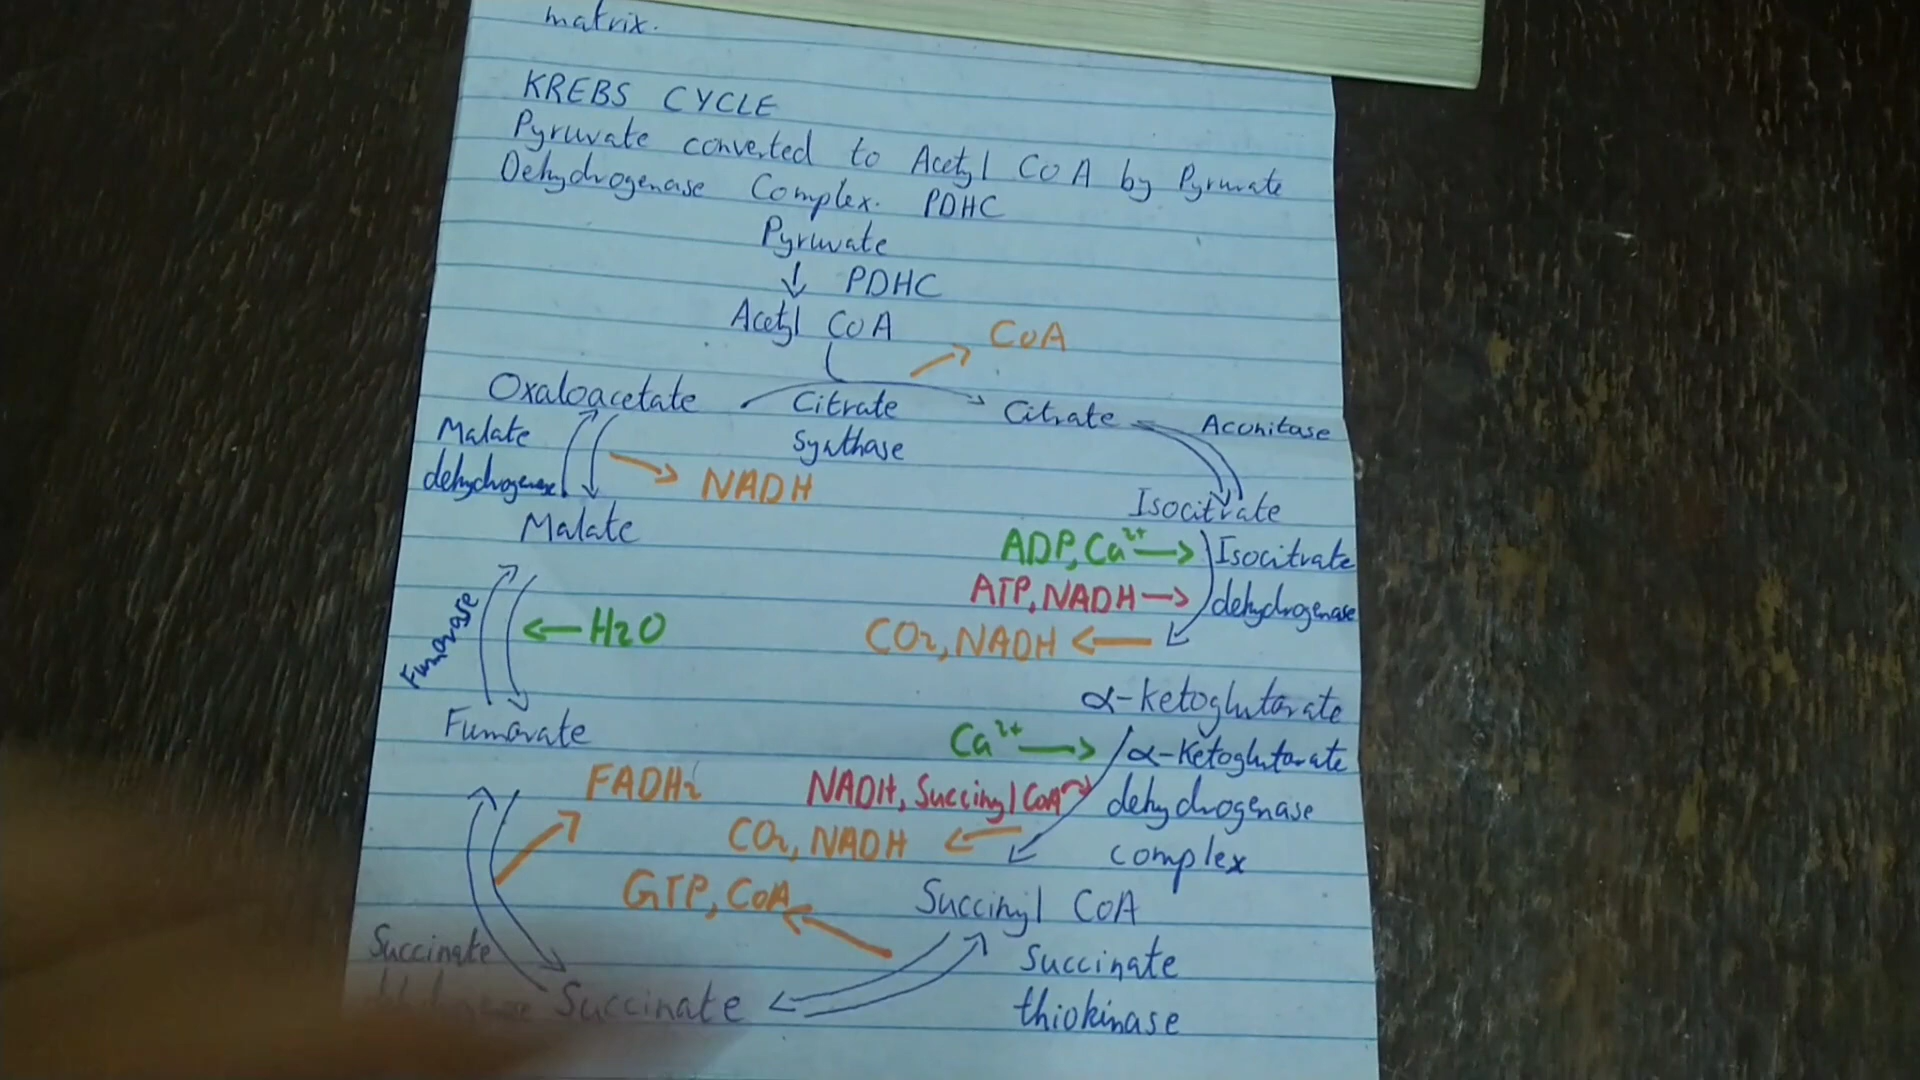 matrix.
KREBS CYCLE
Pyruvate converted to Acetyl CoA by Pyruvate
Dehydrogenase Complex. PDHC
Pyruvate
↓ PDHC
Acetyl CoA
CoA
Oxaloacetate
Citrate
synthase
Citrate
Aconitase
Malate
dehydrogenase
NADH
Malate
Isocitrate
ADP, Ca²⁺ →
Isocitrate
ATP, NADH →
dehydrogenase
CO₂, NADH ←
Fumarase
← H₂O
α-Ketoglutarate
Fumarate
Ca²⁺ →
α-Ketoglutarate
FADH₂
NADH, Succinyl CoA
dehydrogenase
CO₂, NADH
complex
GTP, CoA
Succinyl CoA
Succinate
Succinate
Succinate
thiokinase